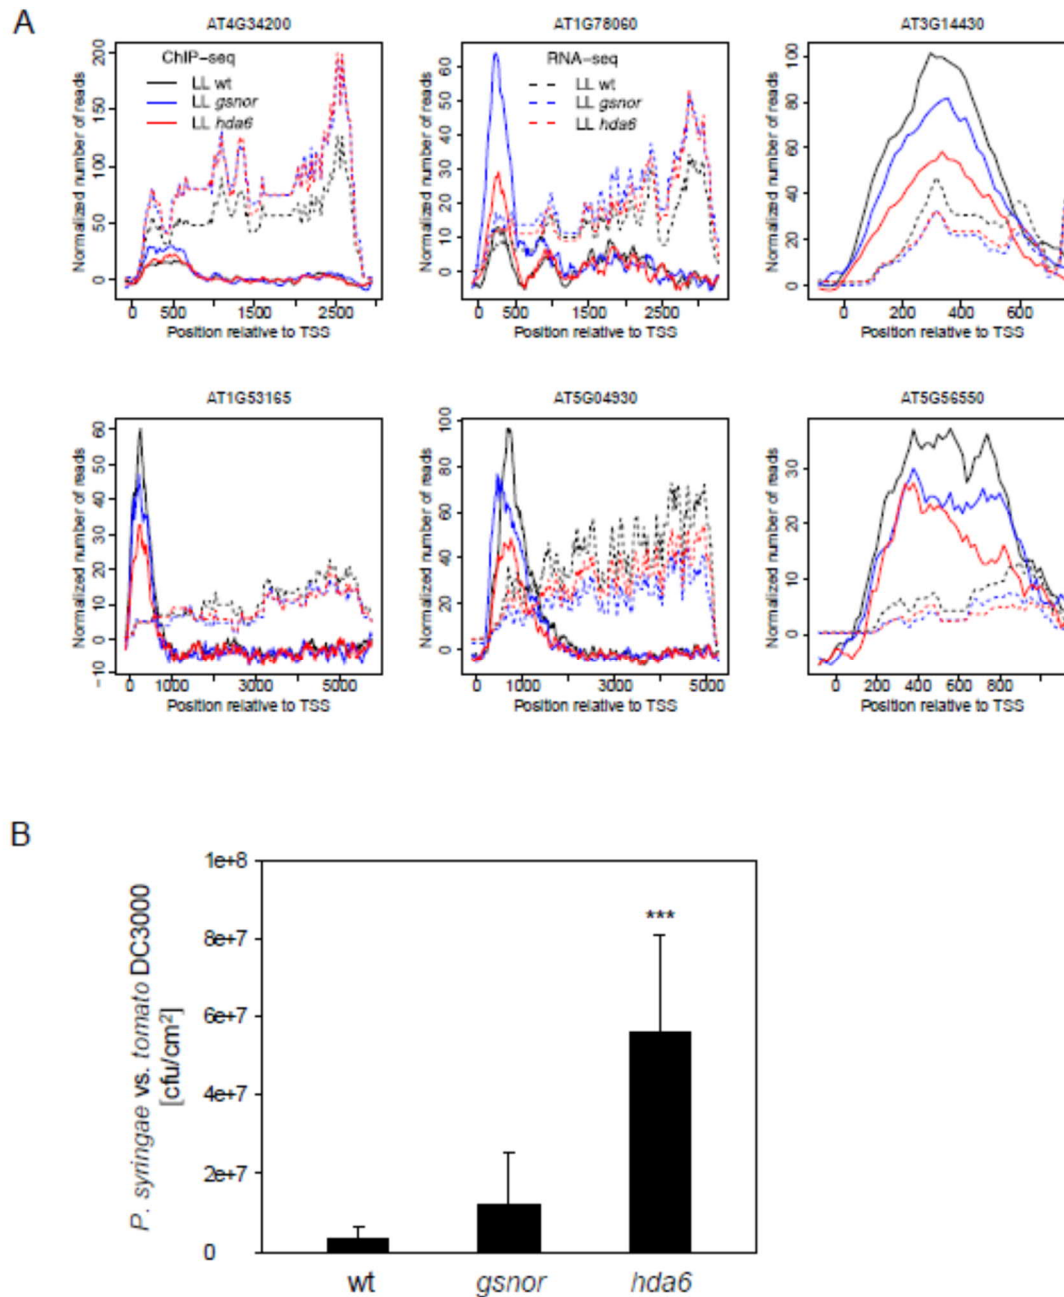 A
AT4G34200
AT1G78060
AT3G14430
Normalized number of reads
0 50 100 150 200
ChIP-seq
LL wt
LL gsnor
LL hda6
0 500 1500 2500
Position relative to TSS
Normalized number of reads
0 10 20 30 40 50 60
RNA-seq
LL wt
LL gsnor
LL hda6
0 500 1500 2500
Position relative to TSS
Normalized number of reads
0 20 40 60 80 100
0 200 400 600
Position relative to TSS
AT1G53165
AT5G04930
AT5G56550
Normalized number of reads
-10 0 10 20 30 40 50 60
0 1000 3000 5000
Position relative to TSS
Normalized number of reads
0 20 40 60 80 100
0 1000 3000 5000
Position relative to TSS
Normalized number of reads
0 10 20 30
0 200 400 600 800
Position relative to TSS
B
P. syringae vs. tomato DC3000
[cfu/cm²]
1e+8
8e+7
6e+7
4e+7
2e+7
0
***
wt gsnor hda6